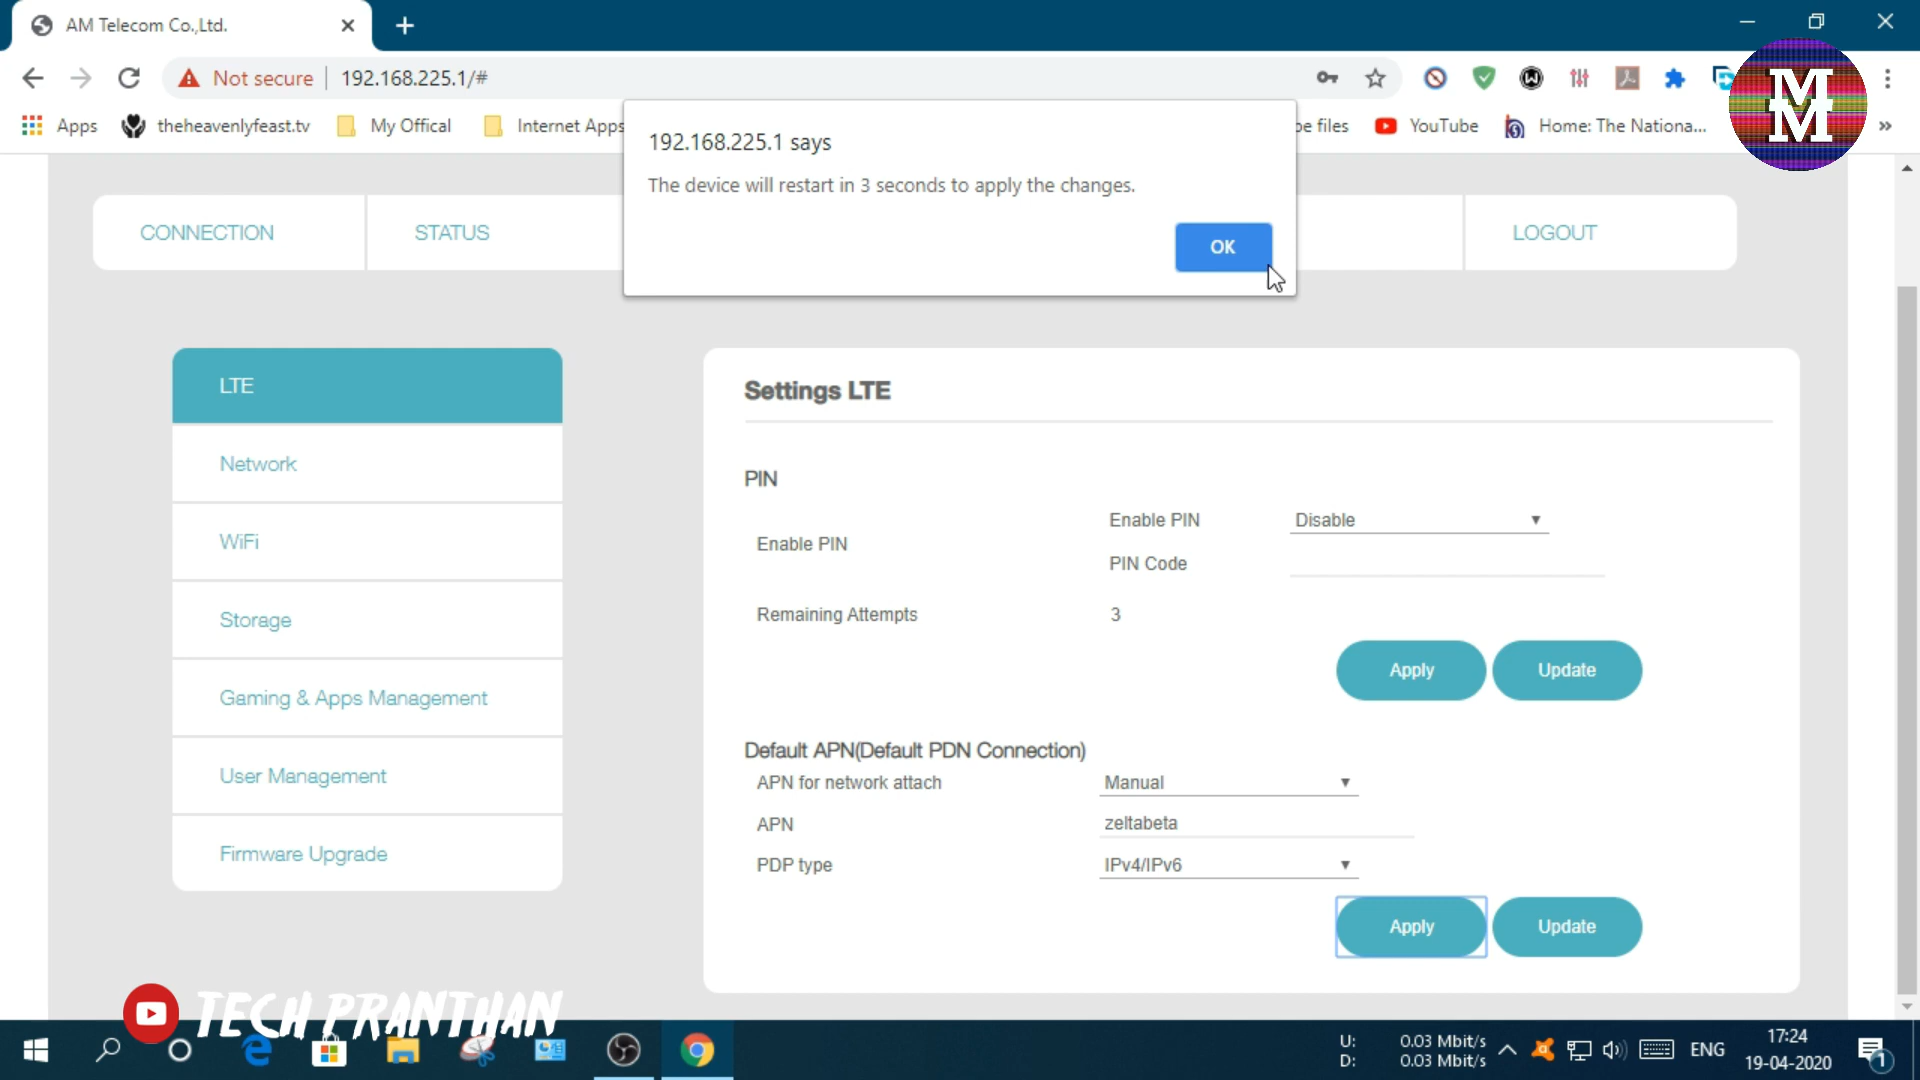 AM Telecom Co.,Ltd.
Not secure
192.168.225.1/#
Apps
theheavenlyfeast.tv
My Offical
Internet Apps
be files
YouTube
Home: The Nationa...
MM
192.168.225.1 says
The device will restart in 3 seconds to apply the changes.
OK
CONNECTION
STATUS
LOGOUT
LTE
Network
WiFi
Storage
Gaming & Apps Management
User Management
Firmware Upgrade
Settings LTE
PIN
Enable PIN
Enable PIN Disable
PIN Code
Remaining Attempts 3
Apply Update
Default APN(Default PDN Connection)
APN for network attach Manual
APN zeltabeta
PDP type IPv4/IPv6
Apply Update
TECH PRANTHAN
U: 0.03 Mbit/s
D: 0.03 Mbit/s
ENG
17:24
19-04-2020
1